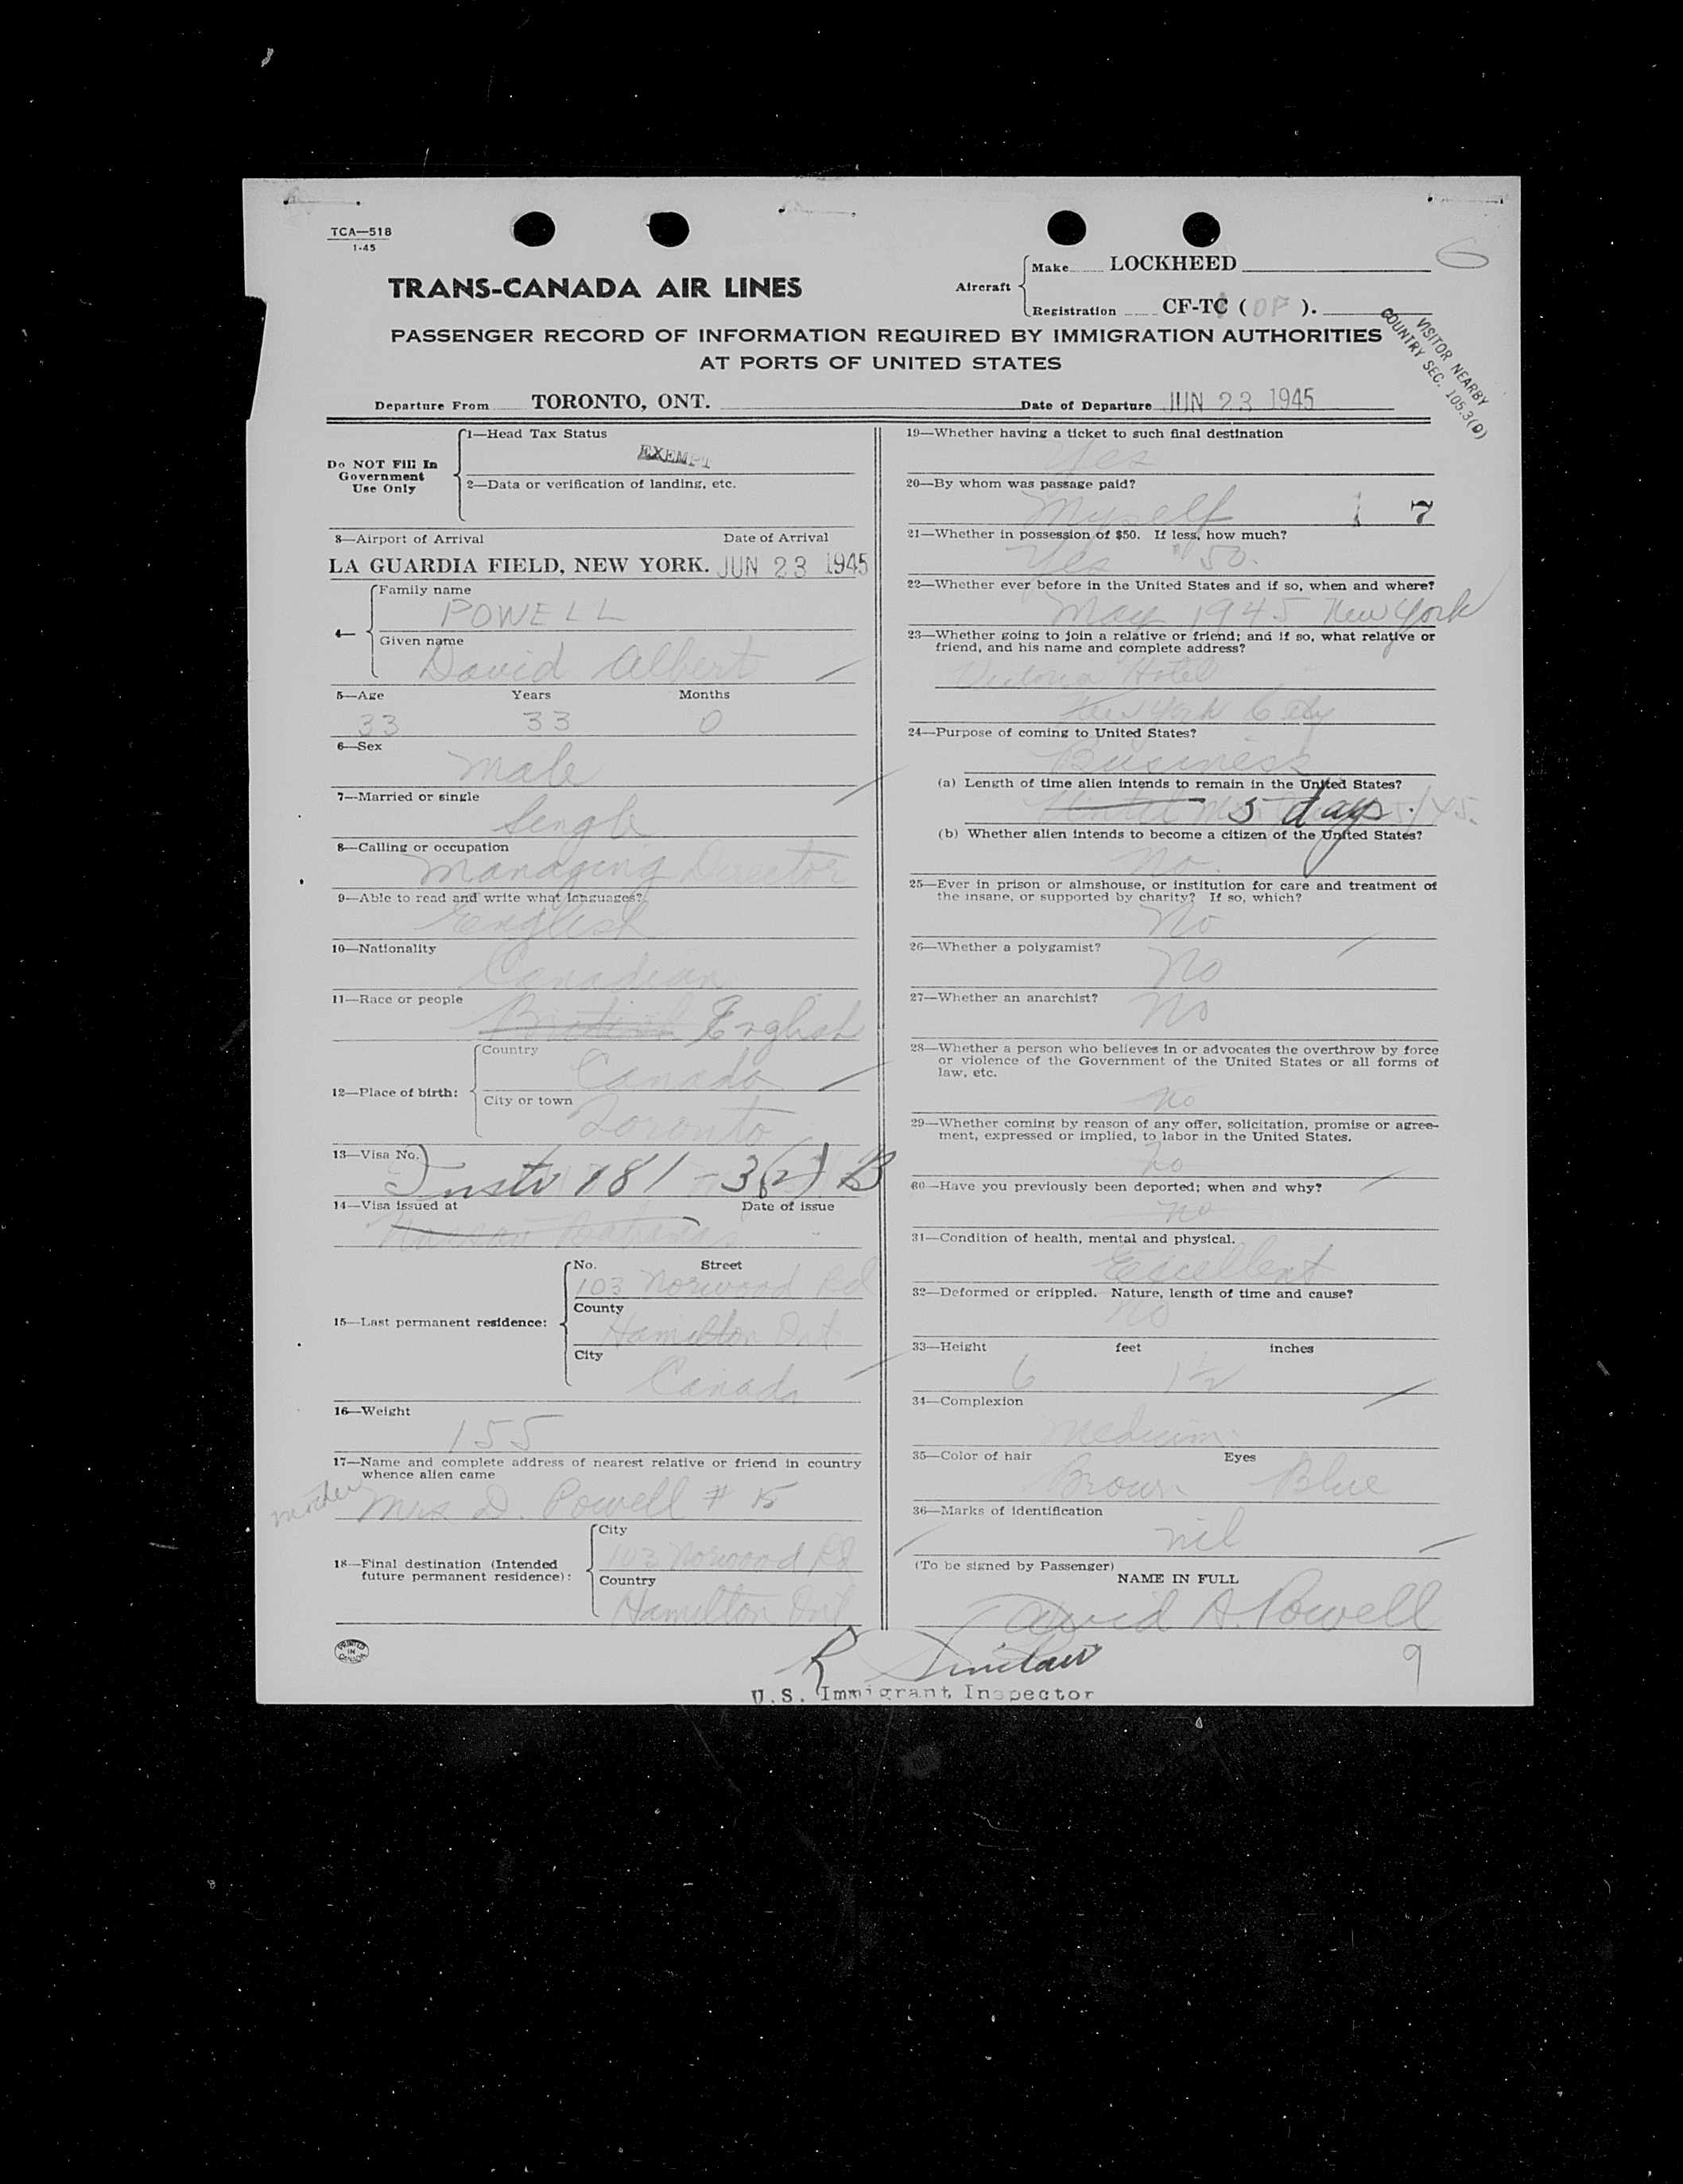 TCA—518
1-45
6
TRANS-CANADA AIR LINES
Aircraft
Make LOCKHEED
Registration CF-TC ( OP ).
VISITOR NEARBY
COUNTRY SEC. 105.3(D)
PASSENGER RECORD OF INFORMATION REQUIRED BY IMMIGRATION AUTHORITIES
AT PORTS OF UNITED STATES
Departure From TORONTO, ONT. Date of Departure JUN 23 1945
Do NOT Fill In
Government
Use Only
1—Head Tax Status
EXEMPT
2—Data or verification of landing, etc.
3—Airport of Arrival Date of Arrival
LA GUARDIA FIELD, NEW YORK. JUN 23 1945
4—
Family name
POWELL
Given name
David Albert
5—Age Years Months
33 33 0
6—Sex
Male
7—Married or single
Single
8—Calling or occupation
Managing Director
9—Able to read and write what languages?
English
10—Nationality
Canadian
11—Race or people
British English
12—Place of birth:
Country
Canada
City or town
Toronto
13—Visa No.
Instr 181-3(2) B
14—Visa issued at Date of issue
Nassau Bahamas
15—Last permanent residence:
No. Street
103 Norwood Rd
County
Hamilton Ont
City
Canada
16—Weight
155
17—Name and complete address of nearest relative or friend in country
whence alien came
mother Mrs D. Powell # 15
18—Final destination (Intended
future permanent residence):
City
103 Norwood Rd
Country
Hamilton Ont
PRINTED
IN
CANADA
19—Whether having a ticket to such final destination
Yes
20—By whom was passage paid?
Myself 7
21—Whether in possession of $50. If less, how much?
Yes $50.
22—Whether ever before in the United States and if so, when and where?
May 1945 New York
23—Whether going to join a relative or friend; and if so, what relative or
friend, and his name and complete address?
Victoria Hotel
New York City
24—Purpose of coming to United States?
Business
(a) Length of time alien intends to remain in the United States?
5 days
(b) Whether alien intends to become a citizen of the United States?
No.
25—Ever in prison or almshouse, or institution for care and treatment of
the insane, or supported by charity? If so, which?
No
26—Whether a polygamist?
No
27—Whether an anarchist?
No
28—Whether a person who believes in or advocates the overthrow by force
or violence of the Government of the United States or all forms of
law, etc.
No
29—Whether coming by reason of any offer, solicitation, promise or agree-
ment, expressed or implied, to labor in the United States.
No
30—Have you previously been deported; when and why?
No
31—Condition of health, mental and physical.
Excellent
32—Deformed or crippled. Nature, length of time and cause?
No
33—Height feet inches
6 1½
34—Complexion
Medium
35—Color of hair Eyes
Brown Blue
36—Marks of identification
nil
(To be signed by Passenger)
NAME IN FULL
David A. Powell
9
R Sinclair
U.S. Immigrant Inspector